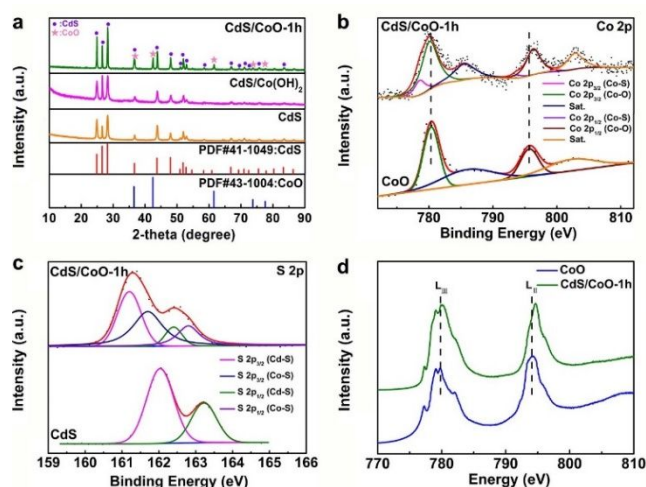 a
●:CdS
★:CoO
CdS/CoO-1h
CdS/Co(OH)₂
CdS
PDF#41-1049:CdS
PDF#43-1004:CoO
Intensity (a.u.)
10 20 30 40 50 60 70 80 90
2-theta (degree)
b
CdS/CoO-1h
Co 2p
Co 2p₃/₂ (Co-S)
Co 2p₃/₂ (Co-O)
Sat.
Co 2p₁/₂ (Co-S)
Co 2p₁/₂ (Co-O)
Sat.
CoO
Intensity (a.u.)
780 790 800 810
Binding Energy (eV)
c
CdS/CoO-1h
S 2p
S 2p₃/₂ (Cd-S)
S 2p₃/₂ (Co-S)
S 2p₁/₂ (Cd-S)
S 2p₁/₂ (Co-S)
CdS
Intensity (a.u.)
159 160 161 162 163 164 165 166
Binding Energy (eV)
d
L_III
L_II
CoO
CdS/CoO-1h
Intensity (a.u.)
770 780 790 800 810
Energy (eV)